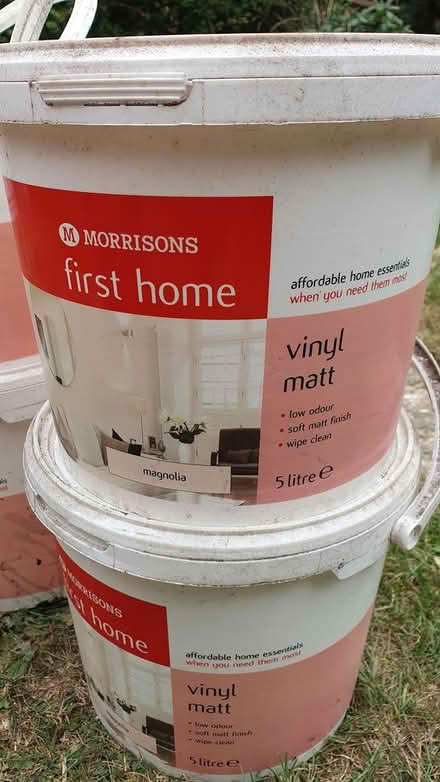 M MORRISONS
first home
affordable home essentials
when you need them most
vinyl
matt
• low odour
• soft matt finish
• wipe clean
magnolia
5 litre e
MORRISONS
first home
affordable home essentials
when you need them most
vinyl
matt
• low odour
• soft matt finish
• wipe clean
5 litre e